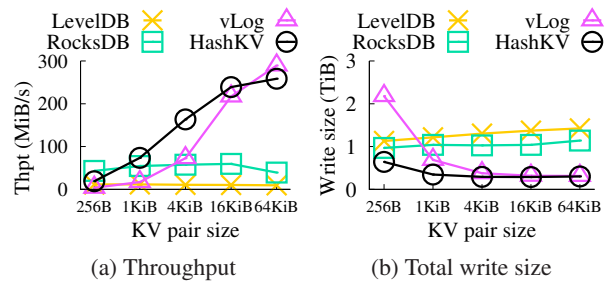 LevelDB vLog
RocksDB HashKV
Thpt (MiB/s)
300
200
100
0
256B 1KiB 4KiB 16KiB 64KiB
KV pair size
(a) Throughput
LevelDB vLog
RocksDB HashKV
Write size (TiB)
3
2
1
0
256B 1KiB 4KiB 16KiB 64KiB
KV pair size
(b) Total write size